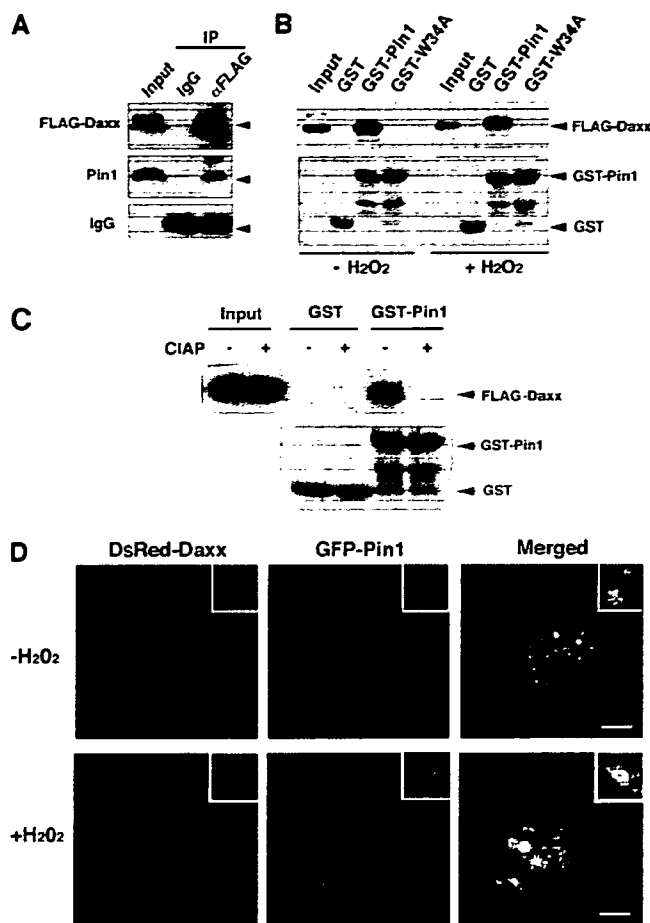 A
IP
Input
IgG
αFLAG
FLAG-Daxx
Pin1
IgG
B
Input
GST
GST-Pin1
GST-W34A
Input
GST
GST-Pin1
GST-W34A
FLAG-Daxx
GST-Pin1
GST
- H2O2
+ H2O2
C
Input GST GST-Pin1
CIAP - + - + - +
FLAG-Daxx
GST-Pin1
GST
D
DsRed-Daxx GFP-Pin1 Merged
-H2O2
+H2O2